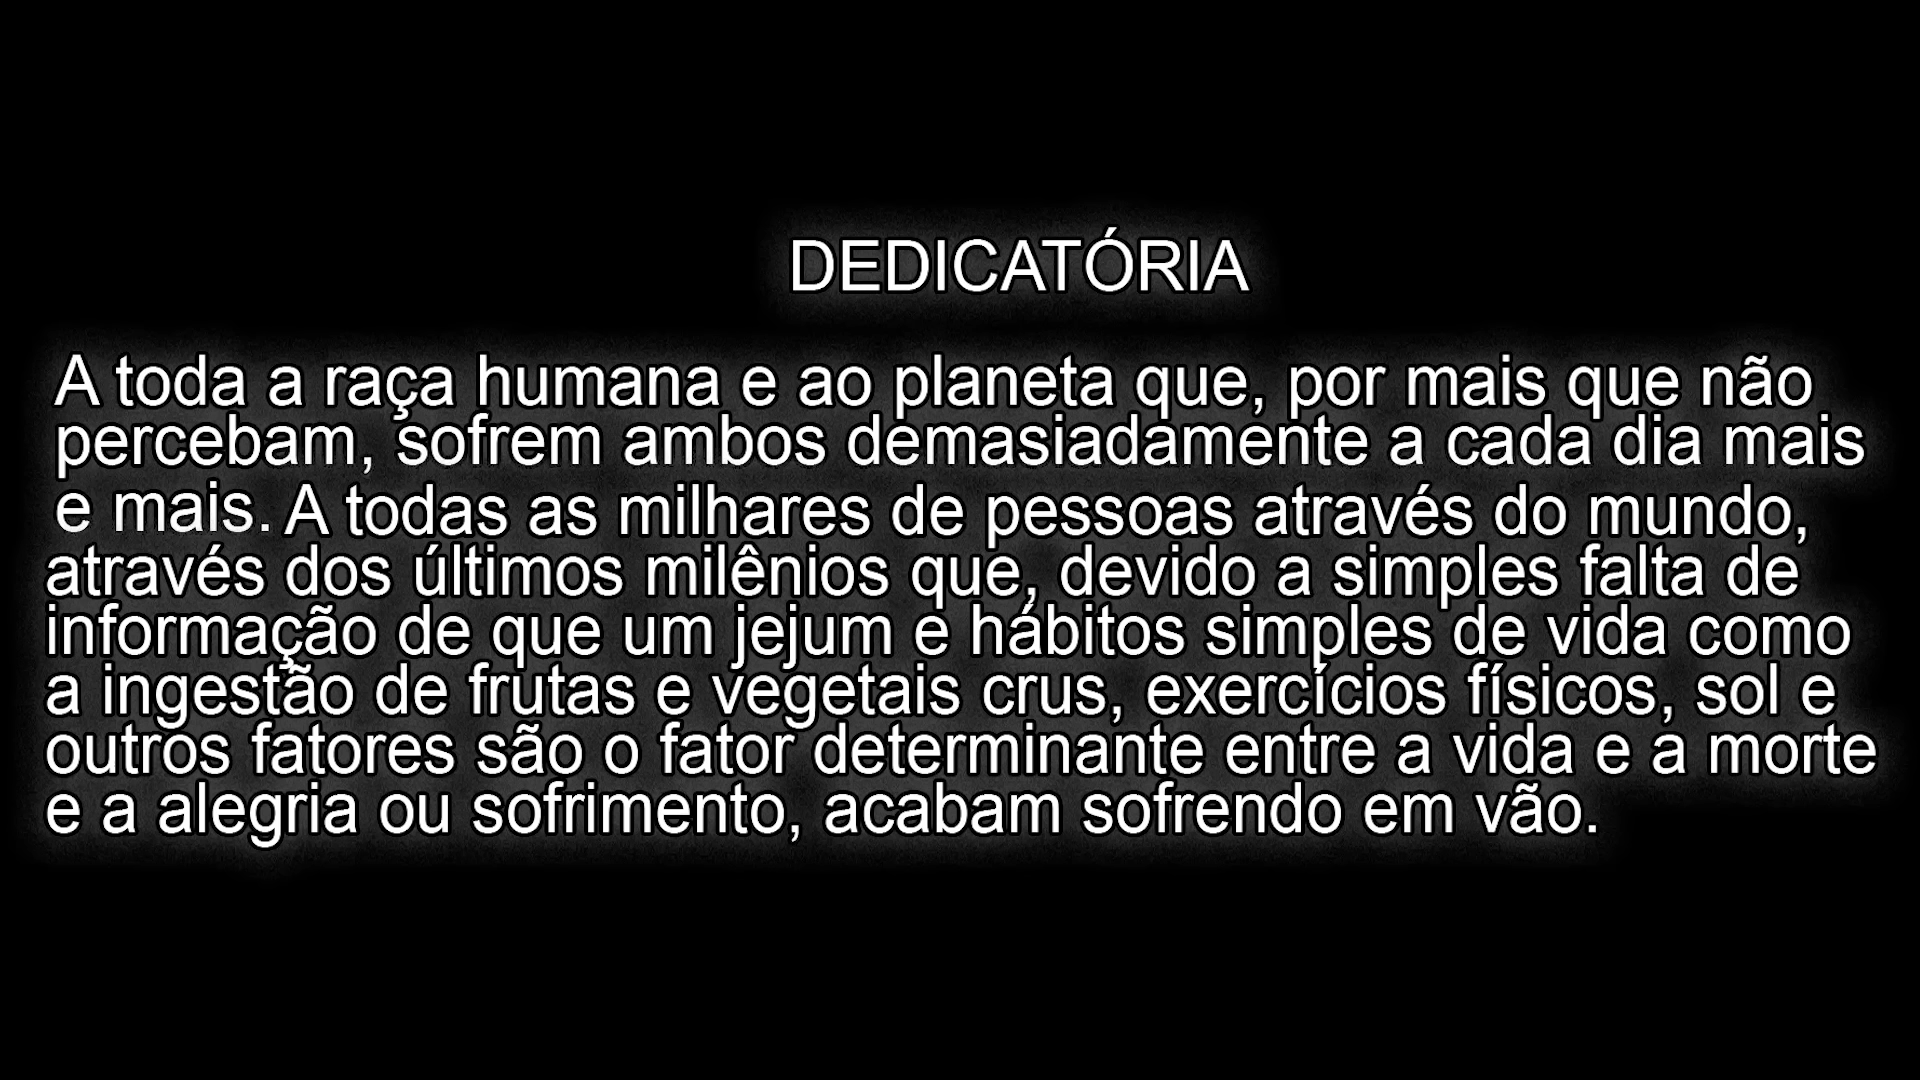 DEDICATÓRIA
A toda a raça humana e ao planeta que, por mais que não
percebam, sofrem ambos demasiadamente a cada dia mais
e mais. A todas as milhares de pessoas através do mundo,
através dos últimos milênios que, devido a simples falta de
informação de que um jejum e hábitos simples de vida como
a ingestão de frutas e vegetais crus, exercícios físicos, sol e
outros fatores são o fator determinante entre a vida e a morte
e a alegria ou sofrimento, acabam sofrendo em vão.